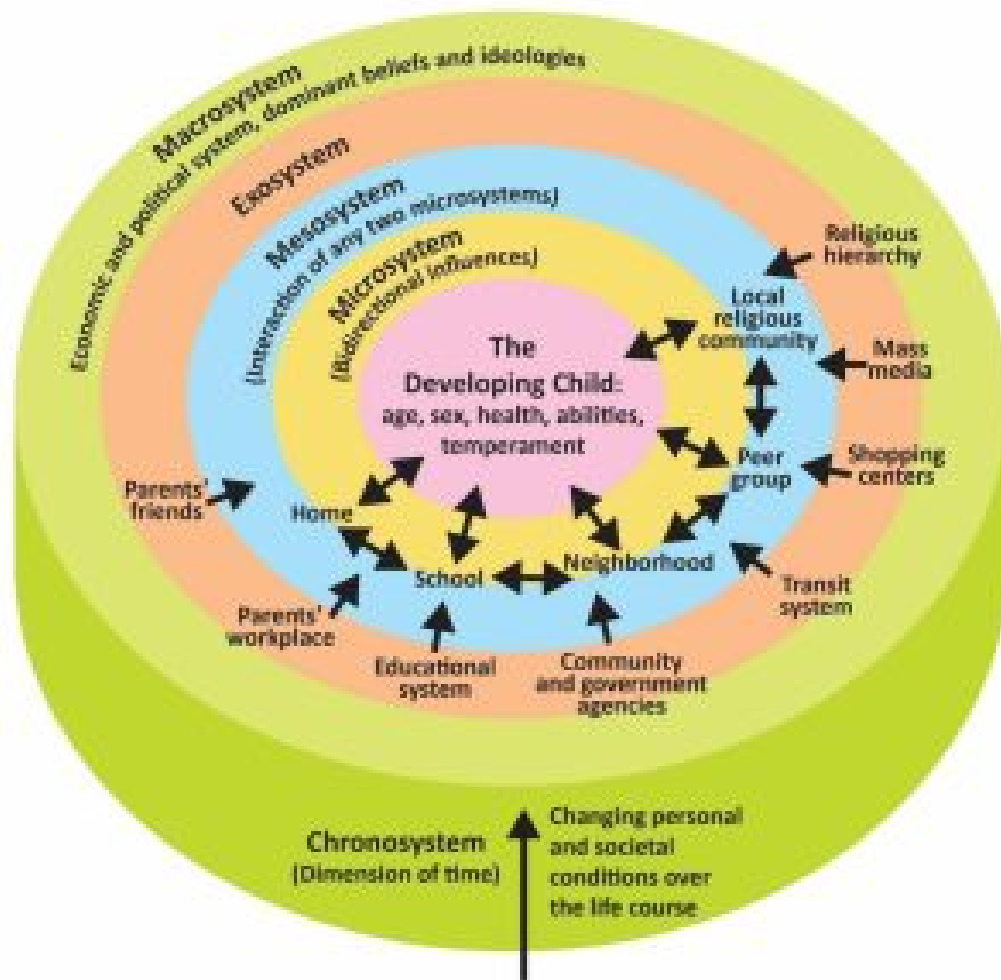 Macrosystem
Economic and political system, dominant beliefs and ideologies
Exosystem
Mesosystem
(Interaction of any two microsystems)
Microsystem
(Bidirectional influences)
The
Developing Child:
age, sex, health, abilities,
temperament
Religious
hierarchy
Local
religious
community
Mass
media
Peer
group
Shopping
centers
Parents'
friends
Home
School
Neighborhood
Transit
system
Parents'
workplace
Educational
system
Community
and government
agencies
Chronosystem
(Dimension of time)
Changing personal
and societal
conditions over
the life course